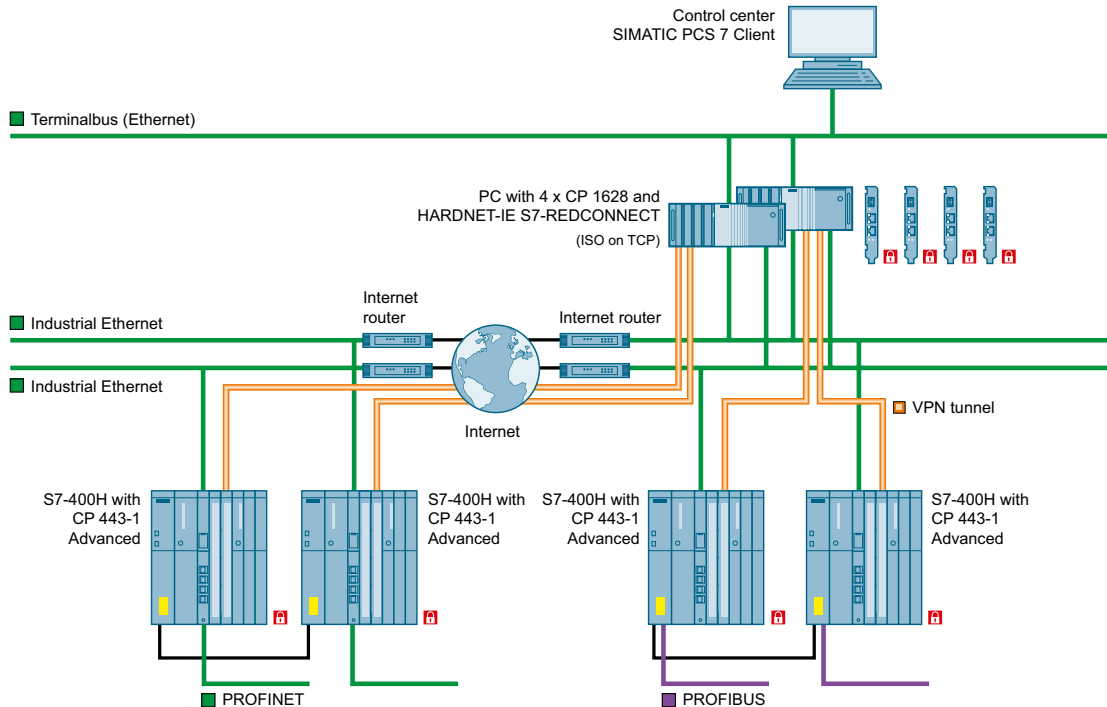 Control center
SIMATIC PCS 7 Client
Terminalbus (Ethernet)
PC with 4 x CP 1628 and
HARDNET-IE S7-REDCONNECT
(ISO on TCP)
Internet
router
Internet router
Industrial Ethernet
Industrial Ethernet
VPN tunnel
Internet
S7-400H with
CP 443-1
Advanced
S7-400H with
CP 443-1
Advanced
S7-400H with
CP 443-1
Advanced
S7-400H with
CP 443-1
Advanced
PROFINET
PROFIBUS